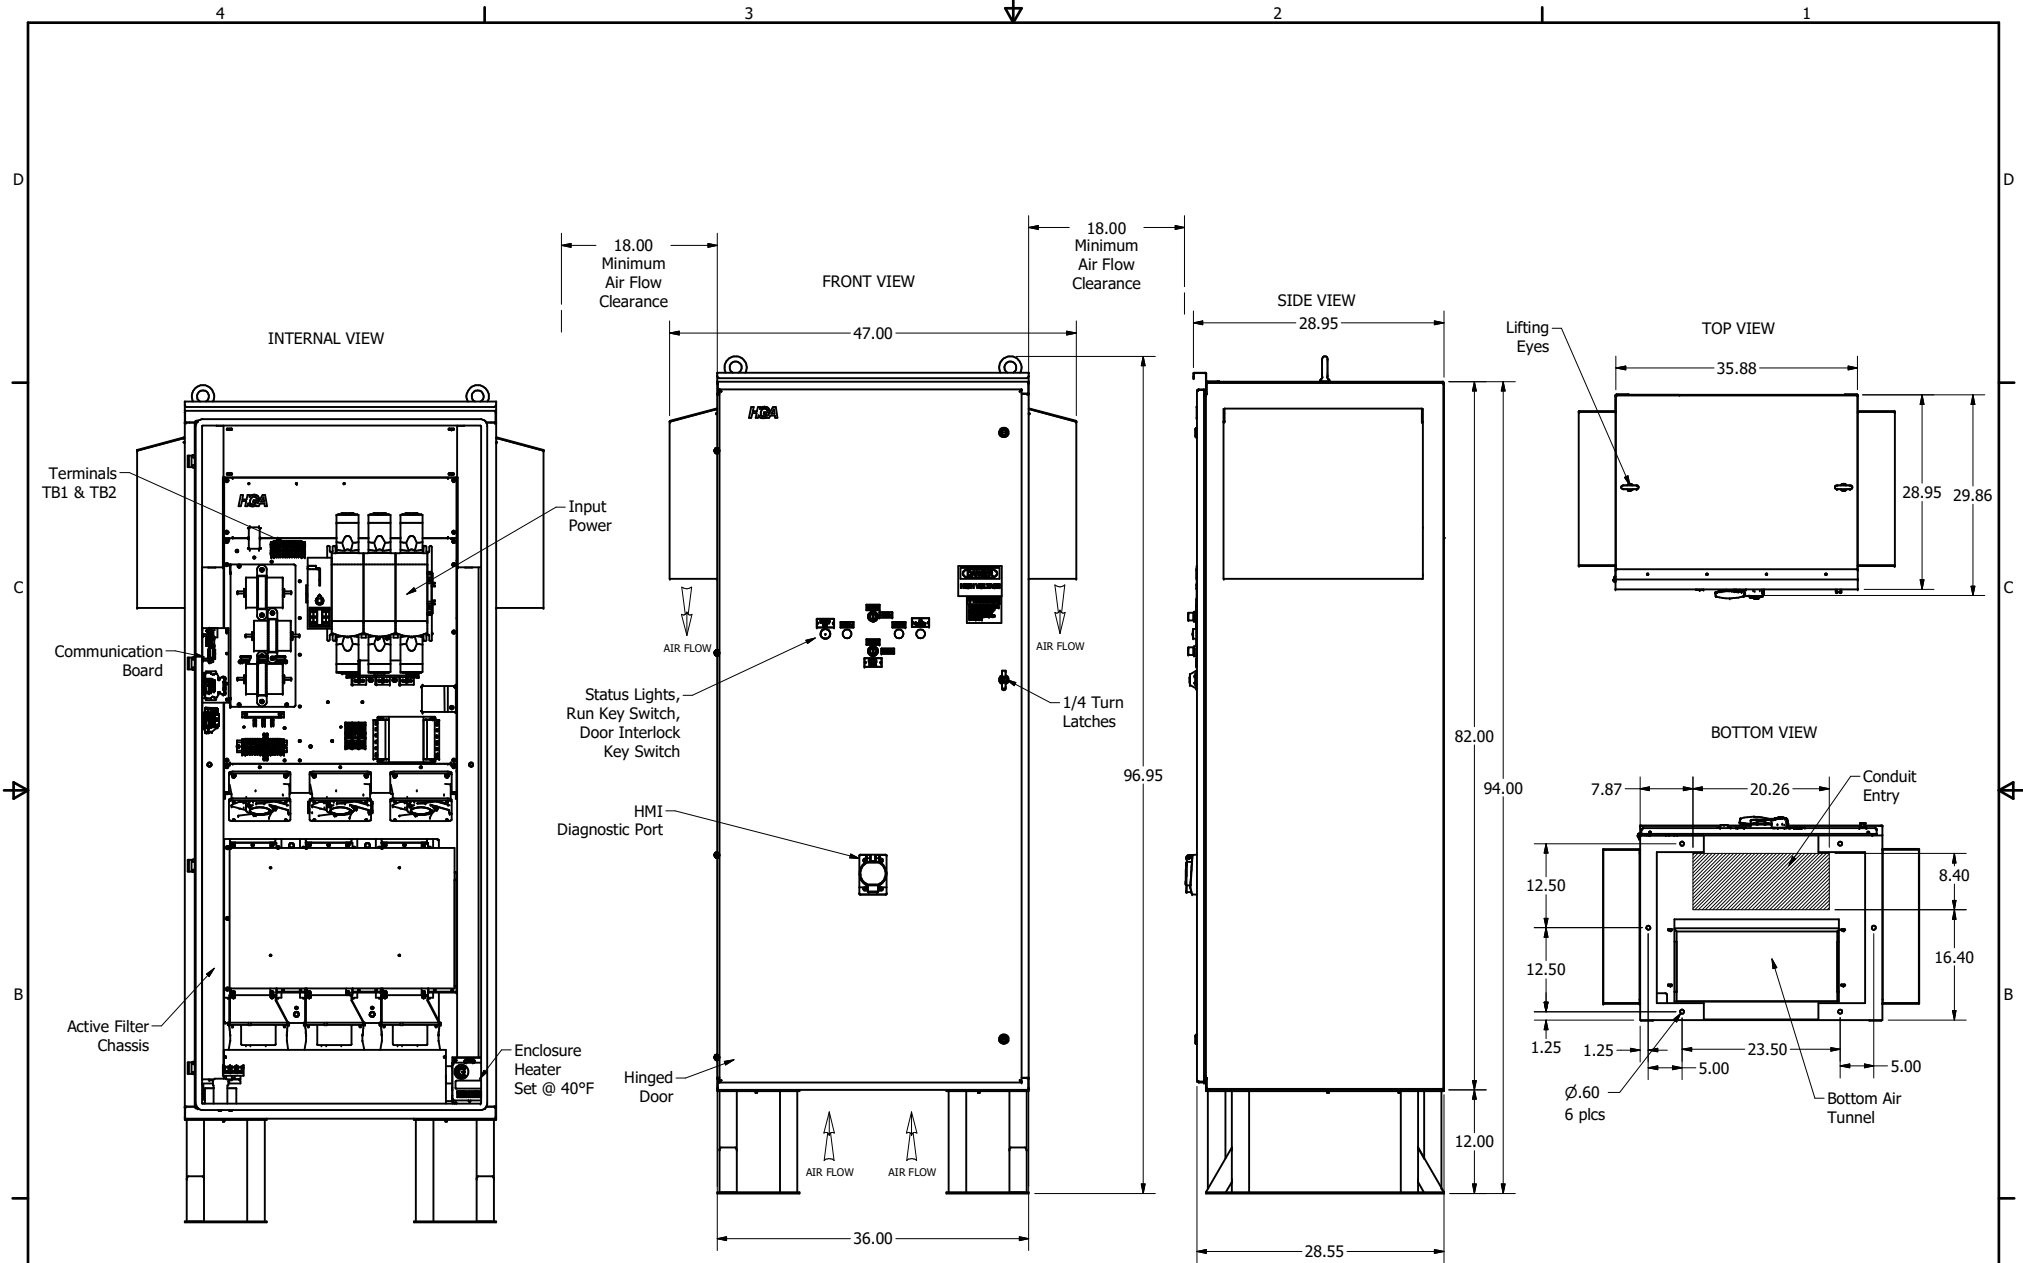 4
3
2
1
D
D
18.00
Minimum
Air Flow
Clearance
18.00
Minimum
Air Flow
Clearance
FRONT VIEW
SIDE VIEW
28.95
47.00
INTERNAL VIEW
Lifting
Eyes
TOP VIEW
35.88
HGA
HGA
Terminals
TB1 & TB2
Input
Power
28.95
29.86
C
C
AIR FLOW
AIR FLOW
Communication
Board
Status Lights,
Run Key Switch,
Door Interlock
Key Switch
1/4 Turn
Latches
82.00
BOTTOM VIEW
96.95
94.00
7.87
20.26
Conduit
Entry
HMI
Diagnostic Port
12.50
8.40
12.50
16.40
B
B
Active Filter
Chassis
Enclosure
Heater
Set @ 40°F
Hinged
Door
1.25
1.25
23.50
5.00
5.00
Ø.60
6 plcs
Bottom Air
Tunnel
12.00
AIR FLOW
AIR FLOW
36.00
28.55